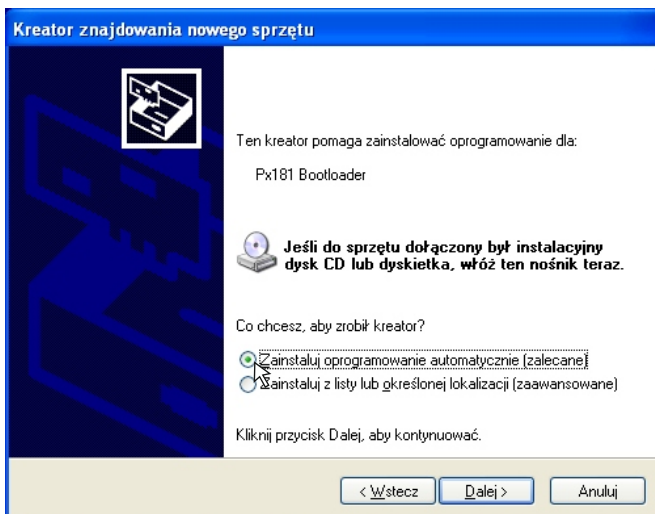 Kreator znajdowania nowego sprzętu
Ten kreator pomaga zainstalować oprogramowanie dla:
Px181 Bootloader
Jeśli do sprzętu dołączony był instalacyjny
dysk CD lub dyskietka, włóż ten nośnik teraz.
Co chcesz, aby zrobił kreator?
Zainstaluj oprogramowanie automatycznie (zalecane)
Zainstaluj z listy lub określonej lokalizacji (zaawansowane)
Kliknij przycisk Dalej, aby kontynuować.
< Wstecz Dalej > Anuluj